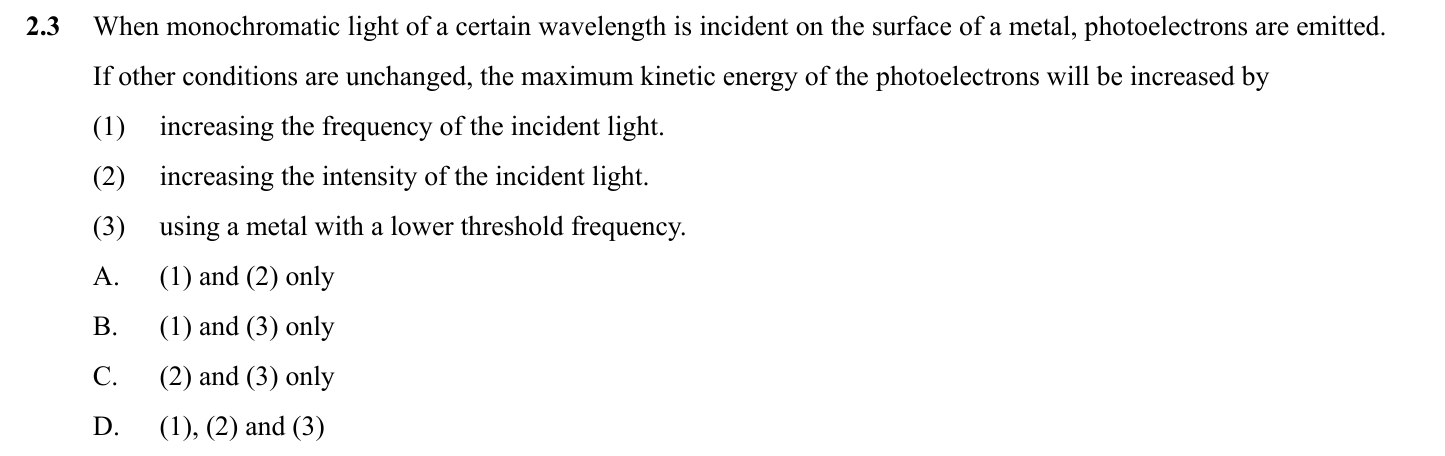 2.3 When monochromatic light of a certain wavelength is incident on the surface of a metal, photoelectrons are emitted.
If other conditions are unchanged, the maximum kinetic energy of the photoelectrons will be increased by
(1) increasing the frequency of the incident light.
(2) increasing the intensity of the incident light.
(3) using a metal with a lower threshold frequency.
A. (1) and (2) only
B. (1) and (3) only
C. (2) and (3) only
D. (1), (2) and (3)